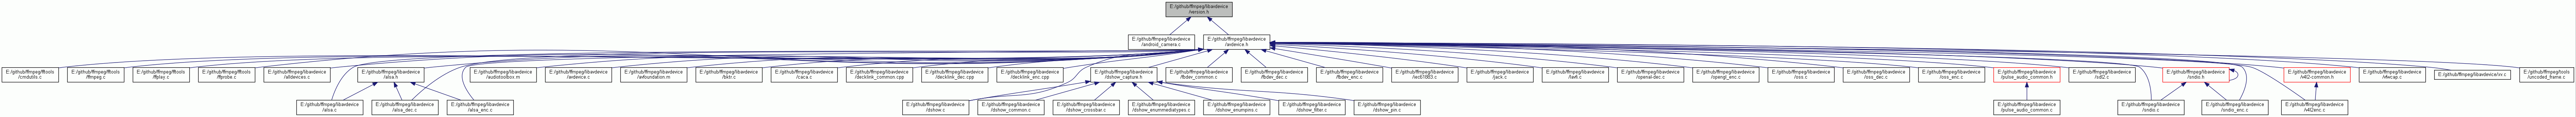 E:/github/ffmpeg/libavdevice
/version.h
E:/github/ffmpeg/libavdevice
/android_camera.c
E:/github/ffmpeg/libavdevice
/avdevice.h
E:/github/ffmpeg/fftools
/cmdutils.c
E:/github/ffmpeg/fftools
/ffmpeg.c
E:/github/ffmpeg/fftools
/ffplay.c
E:/github/ffmpeg/fftools
/ffprobe.c
E:/github/ffmpeg/libavdevice
/alldevices.c
E:/github/ffmpeg/libavdevice
/alsa.h
E:/github/ffmpeg/libavdevice
/audiotoolbox.m
E:/github/ffmpeg/libavdevice
/avdevice.c
E:/github/ffmpeg/libavdevice
/avfoundation.m
E:/github/ffmpeg/libavdevice
/bktr.c
E:/github/ffmpeg/libavdevice
/caca.c
E:/github/ffmpeg/libavdevice
/decklink_common.cpp
E:/github/ffmpeg/libavdevice
/decklink_dec.cpp
E:/github/ffmpeg/libavdevice
/decklink_enc.cpp
E:/github/ffmpeg/libavdevice
/dshow_capture.h
E:/github/ffmpeg/libavdevice
/fbdev_common.c
E:/github/ffmpeg/libavdevice
/fbdev_dec.c
E:/github/ffmpeg/libavdevice
/fbdev_enc.c
E:/github/ffmpeg/libavdevice
/iec61883.c
E:/github/ffmpeg/libavdevice
/jack.c
E:/github/ffmpeg/libavdevice
/lavfi.c
E:/github/ffmpeg/libavdevice
/openal-dec.c
E:/github/ffmpeg/libavdevice
/opengl_enc.c
E:/github/ffmpeg/libavdevice
/oss.c
E:/github/ffmpeg/libavdevice
/oss_dec.c
E:/github/ffmpeg/libavdevice
/oss_enc.c
E:/github/ffmpeg/libavdevice
/pulse_audio_common.h
E:/github/ffmpeg/libavdevice
/sdl2.c
E:/github/ffmpeg/libavdevice
/sndio.h
E:/github/ffmpeg/libavdevice
/v4l2-common.h
E:/github/ffmpeg/libavdevice
/vfwcap.c
E:/github/ffmpeg/libavdevice/xv.c
E:/github/ffmpeg/tools
/uncoded_frame.c
E:/github/ffmpeg/libavdevice
/alsa.c
E:/github/ffmpeg/libavdevice
/alsa_dec.c
E:/github/ffmpeg/libavdevice
/alsa_enc.c
E:/github/ffmpeg/libavdevice
/dshow.c
E:/github/ffmpeg/libavdevice
/dshow_common.c
E:/github/ffmpeg/libavdevice
/dshow_crossbar.c
E:/github/ffmpeg/libavdevice
/dshow_enummediatypes.c
E:/github/ffmpeg/libavdevice
/dshow_enumpins.c
E:/github/ffmpeg/libavdevice
/dshow_filter.c
E:/github/ffmpeg/libavdevice
/dshow_pin.c
E:/github/ffmpeg/libavdevice
/pulse_audio_common.c
E:/github/ffmpeg/libavdevice
/sndio.c
E:/github/ffmpeg/libavdevice
/sndio_enc.c
E:/github/ffmpeg/libavdevice
/v4l2enc.c